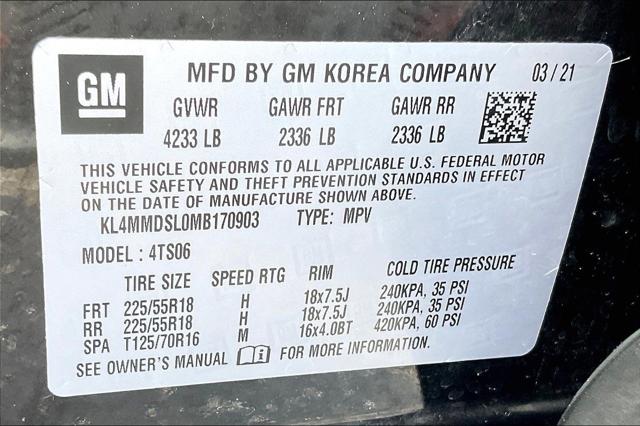 GM
MFD BY GM KOREA COMPANY 03/21
GVWR GAWR FRT GAWR RR
4233 LB 2336 LB 2336 LB
THIS VEHICLE CONFORMS TO ALL APPLICABLE U.S. FEDERAL MOTOR
VEHICLE SAFETY AND THEFT PREVENTION STANDARDS IN EFFECT
ON THE DATE OF MANUFACTURE SHOWN ABOVE.
KL4MMDSL0MB170903 TYPE: MPV
MODEL: 4TS06
TIRE SIZE SPEED RTG RIM COLD TIRE PRESSURE
FRT 225/55R18 H 18x7.5J 240KPA, 35 PSI
RR 225/55R18 H 18x7.5J 240KPA, 35 PSI
SPA T125/70R16 M 16x4.0BT 420KPA, 60 PSI
SEE OWNER'S MANUAL FOR MORE INFORMATION.